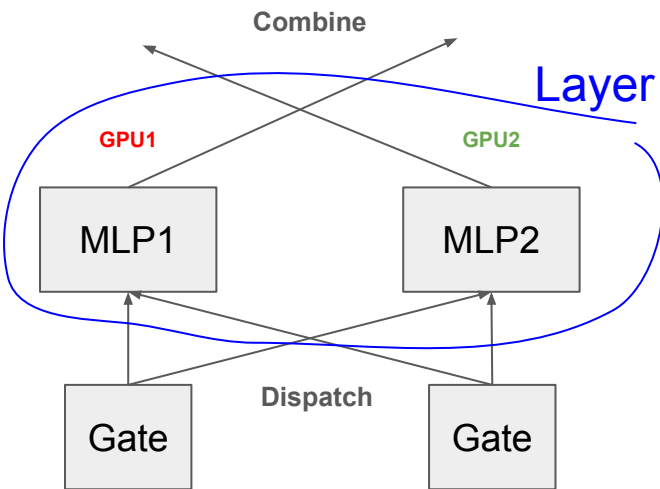 Combine
Layer
GPU1
GPU2
MLP1
MLP2
Dispatch
Gate
Gate